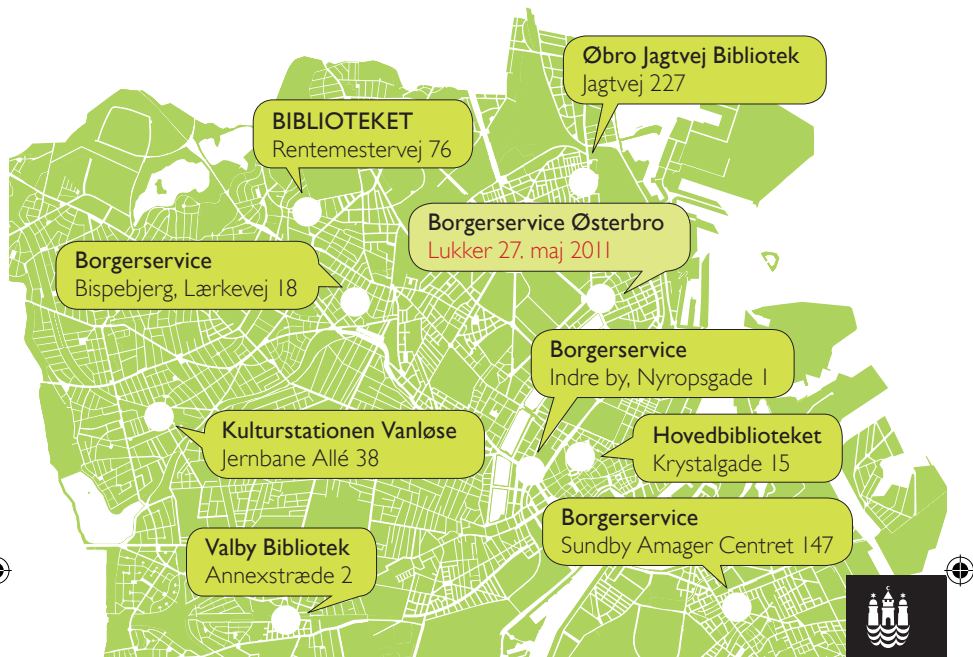 Øbro Jagtvej Bibliotek
Jagtvej 227
BIBLIOTEKET
Rentemestervej 76
Borgerservice Østerbro
Lukker 27. maj 2011
Borgerservice
Bispebjerg, Lærkevej 18
Borgerservice
Indre by, Nyropsgade 1
Kulturstationen Vanløse
Jernbane Allé 38
Hovedbiblioteket
Krystalgade 15
Borgerservice
Sundby Amager Centret 147
Valby Bibliotek
Annexstræde 2